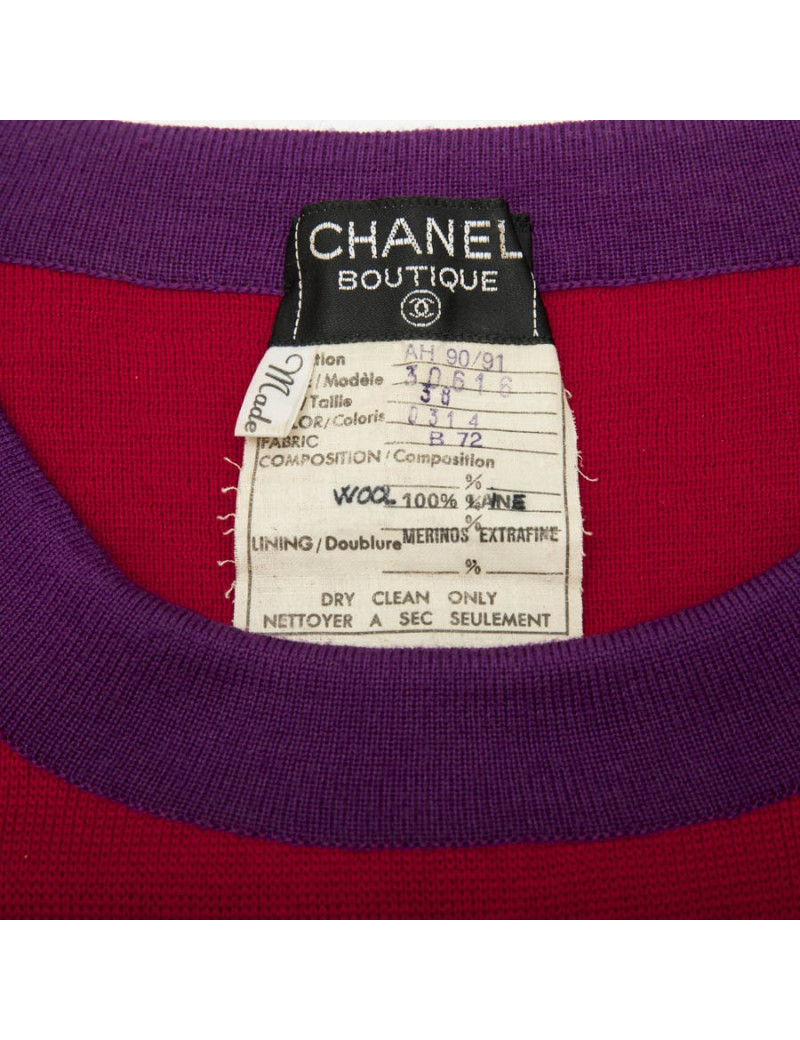 CHANEL
BOUTIQUE
Made
tion AH 90/91
/Modèle 30616
/Taille 38
LOR/Coloris 0314
FABRIC B 72
COMPOSITION/Composition
%
WOOL 100% LAINE
%
LINING/Doublure MERINOS EXTRAFINE
%
DRY CLEAN ONLY
NETTOYER A SEC SEULEMENT